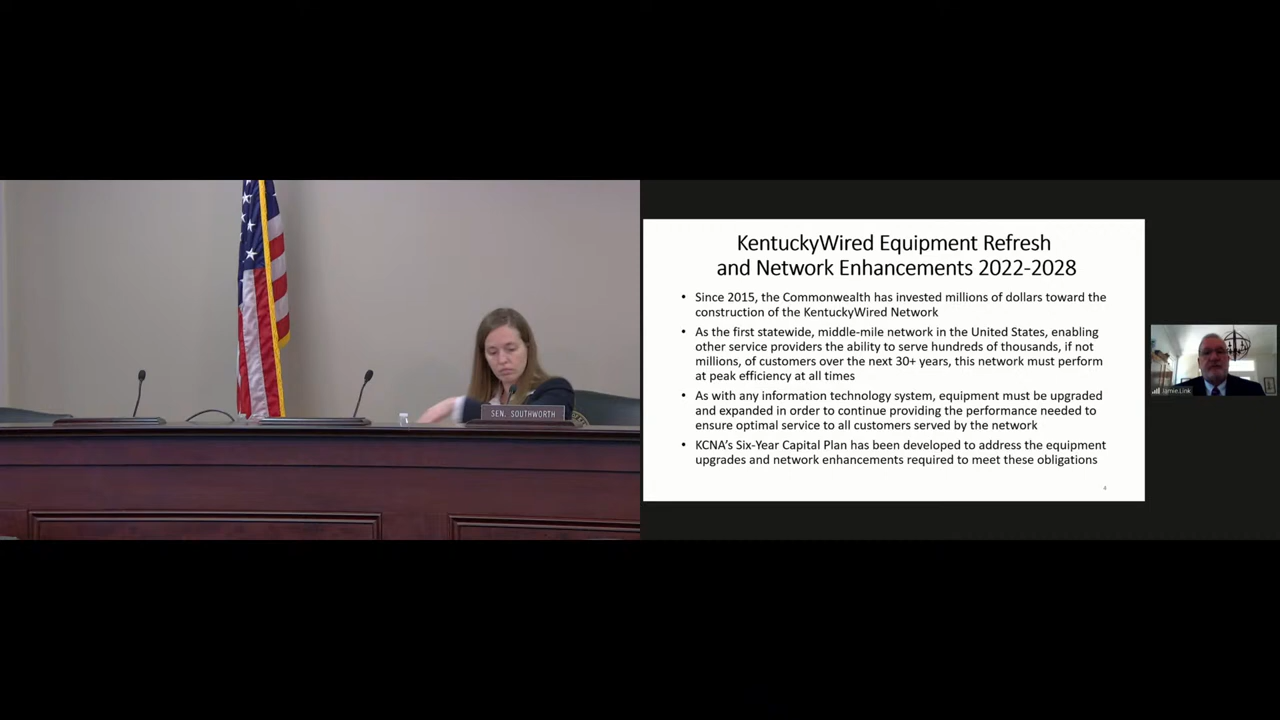 SEN. SOUTHWORTH
KentuckyWired Equipment Refresh
and Network Enhancements 2022-2028
• Since 2015, the Commonwealth has invested millions of dollars toward the
construction of the KentuckyWired Network
• As the first statewide, middle-mile network in the United States, enabling
other service providers the ability to serve hundreds of thousands, if not
millions, of customers over the next 30+ years, this network must perform
at peak efficiency at all times
• As with any information technology system, equipment must be upgraded
and expanded in order to continue providing the performance needed to
ensure optimal service to all customers served by the network
• KCNA's Six-Year Capital Plan has been developed to address the equipment
upgrades and network enhancements required to meet these obligations
4
Jamie.Link